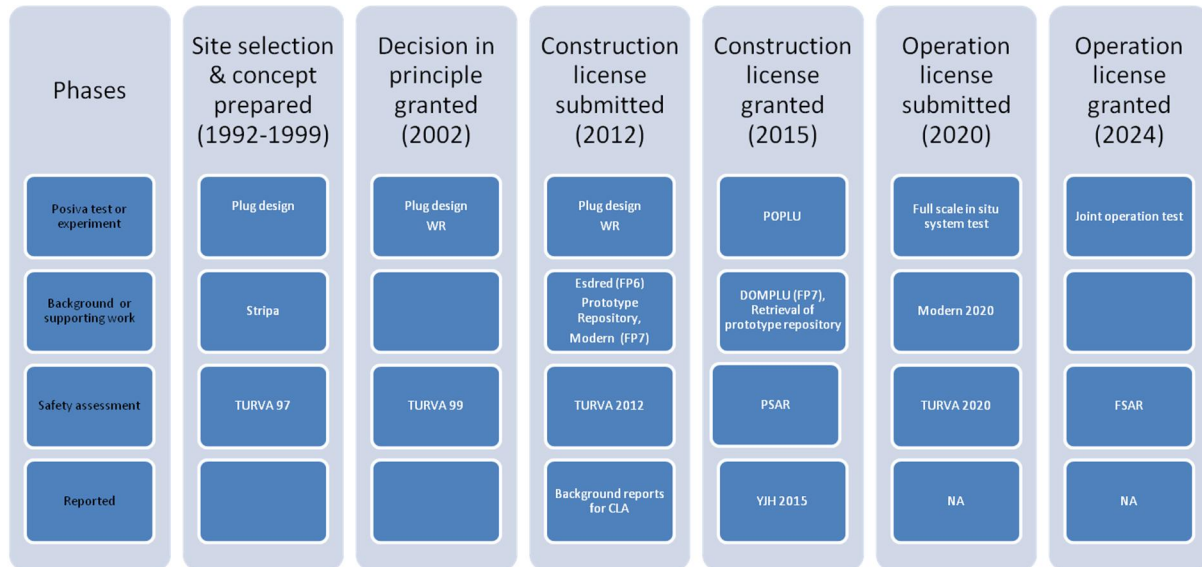 Phases
Site selection
& concept
prepared
(1992-1999)
Decision in
principle
granted
(2002)
Construction
license
submitted
(2012)
Construction
license
granted
(2015)
Operation
license
submitted
(2020)
Operation
license
granted
(2024)
Posiva test or
experiment
Plug design
Plug design
WR
Plug design
WR
POPLU
Full scale in situ
system test
Joint operation test
Background or
supporting work
Stripa
Esdred (FP6)
Prototype
Repository,
Modern (FP7)
DOMPLU (FP7),
Retrieval of
prototype repository
Modern 2020
Safety assessment
TURVA 97
TURVA 99
TURVA 2012
PSAR
TURVA 2020
FSAR
Reported
Background reports
for CLA
YJH 2015
NA
NA